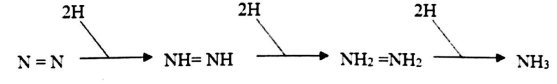 2H 2H 2H
N = N NH= NH NH2 =NH2 NH3